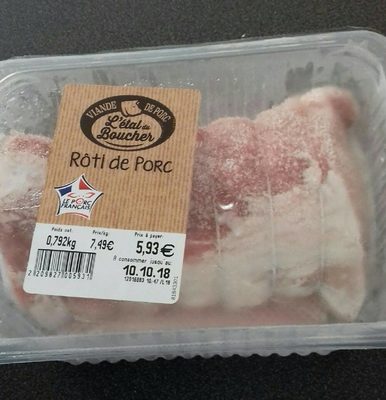 VIANDE DE PORC
L'étal du
Boucher
RÔTI DE PORC
LE PORC
FRANÇAIS
Poids net: Prix/kg Prix à payer:
0,792kg 7,49€ 5,93€
À consommer jusqu'au:
10.10.18